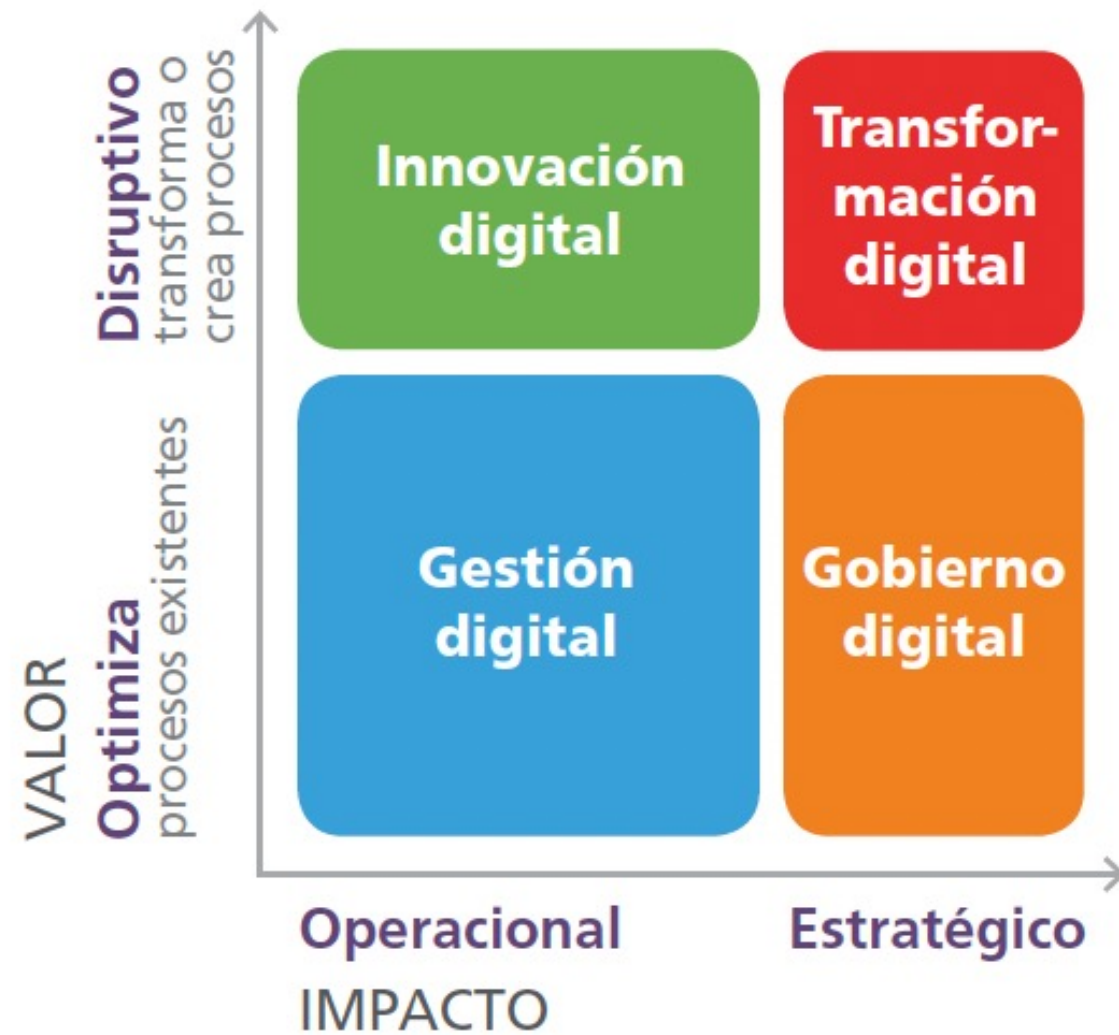 Disruptivo
transforma o
crea procesos
Innovación
digital
Transfor-
mación
digital
VALOR
Optimiza
procesos existentes
Gestión
digital
Gobierno
digital
Operacional
Estratégico
IMPACTO